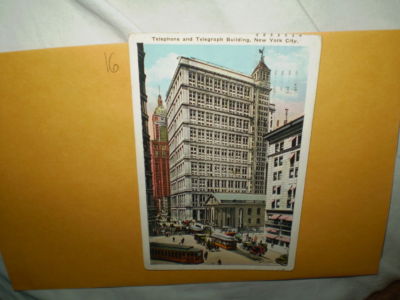 Telephone and Telegraph Building, New York City.
16